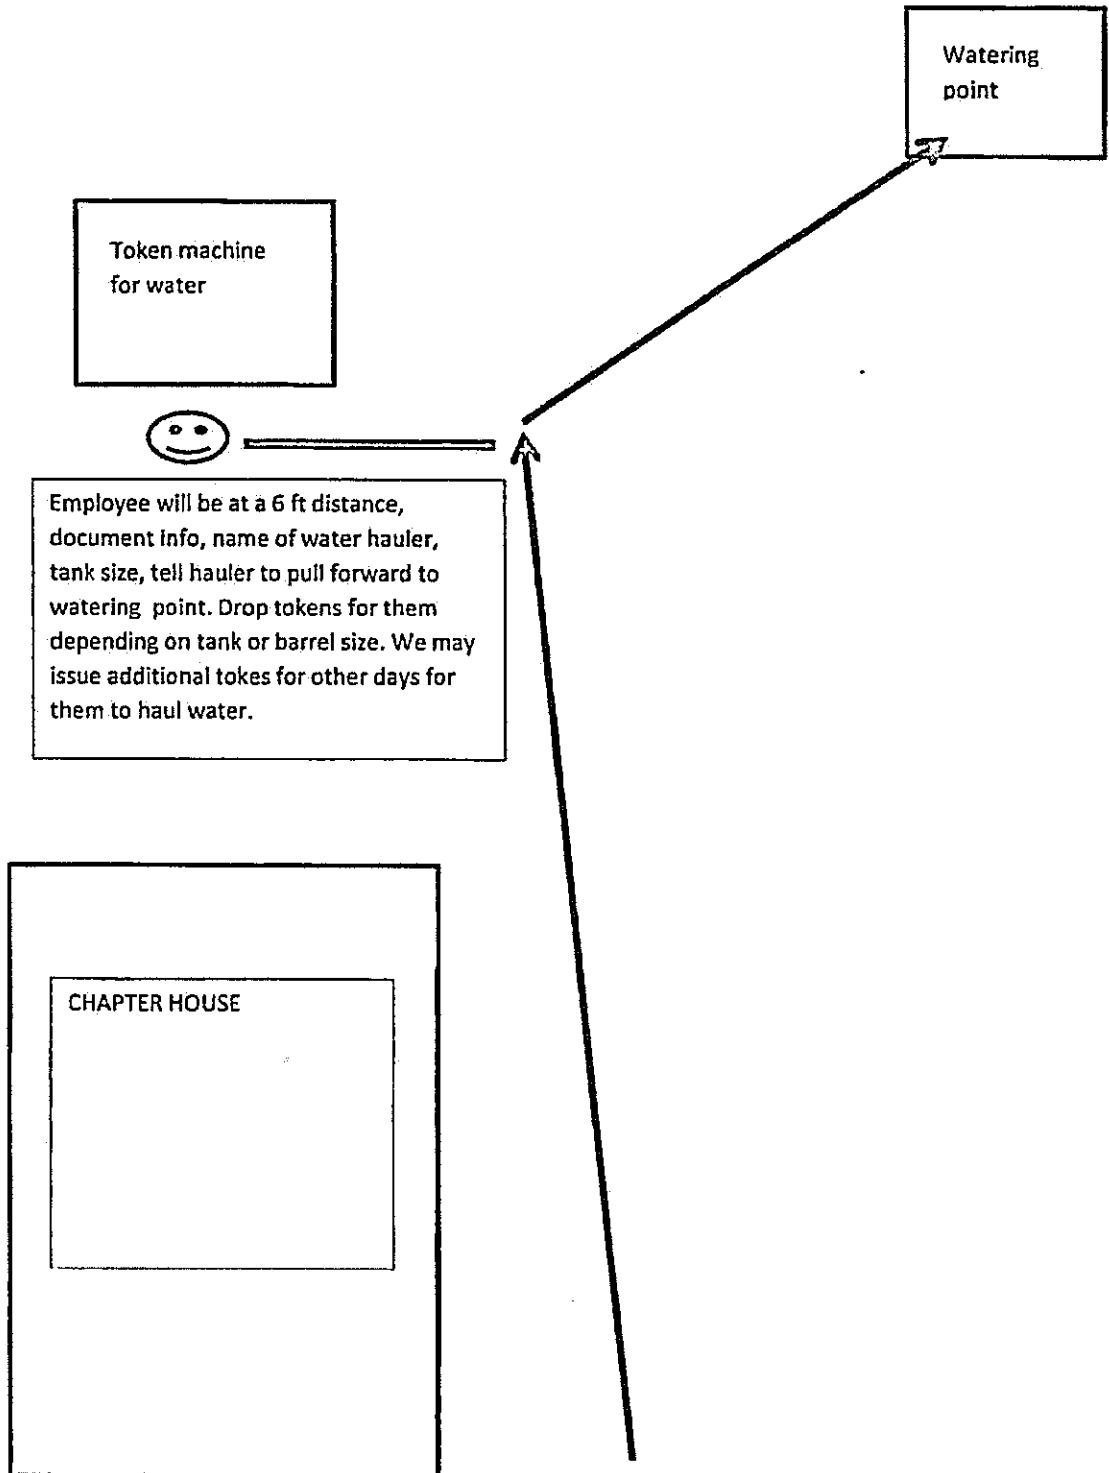 Watering
point
Token machine
for water
Employee will be at a 6 ft distance,
document info, name of water hauler,
tank size, tell hauler to pull forward to
watering point. Drop tokens for them
depending on tank or barrel size. We may
issue additional tokes for other days for
them to haul water.
CHAPTER HOUSE